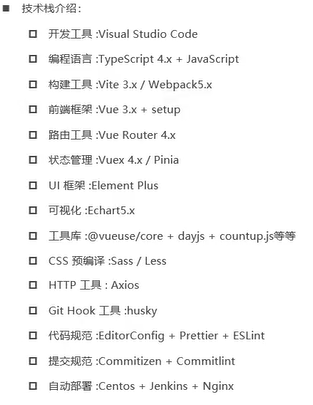 技术栈介绍：
开发工具 :Visual Studio Code
编程语言 :TypeScript 4.x + JavaScript
构建工具 :Vite 3.x / Webpack5.x
前端框架 :Vue 3.x + setup
路由工具 :Vue Router 4.x
状态管理 :Vuex 4.x / Pinia
UI 框架 :Element Plus
可视化 :Echart5.x
工具库 :@vueuse/core + dayjs + countup.js等等
CSS 预编译 :Sass / Less
HTTP 工具 : Axios
Git Hook 工具 :husky
代码规范 :EditorConfig + Prettier + ESLint
提交规范 :Commitizen + Commitlint
自动部署 :Centos + Jenkins + Nginx